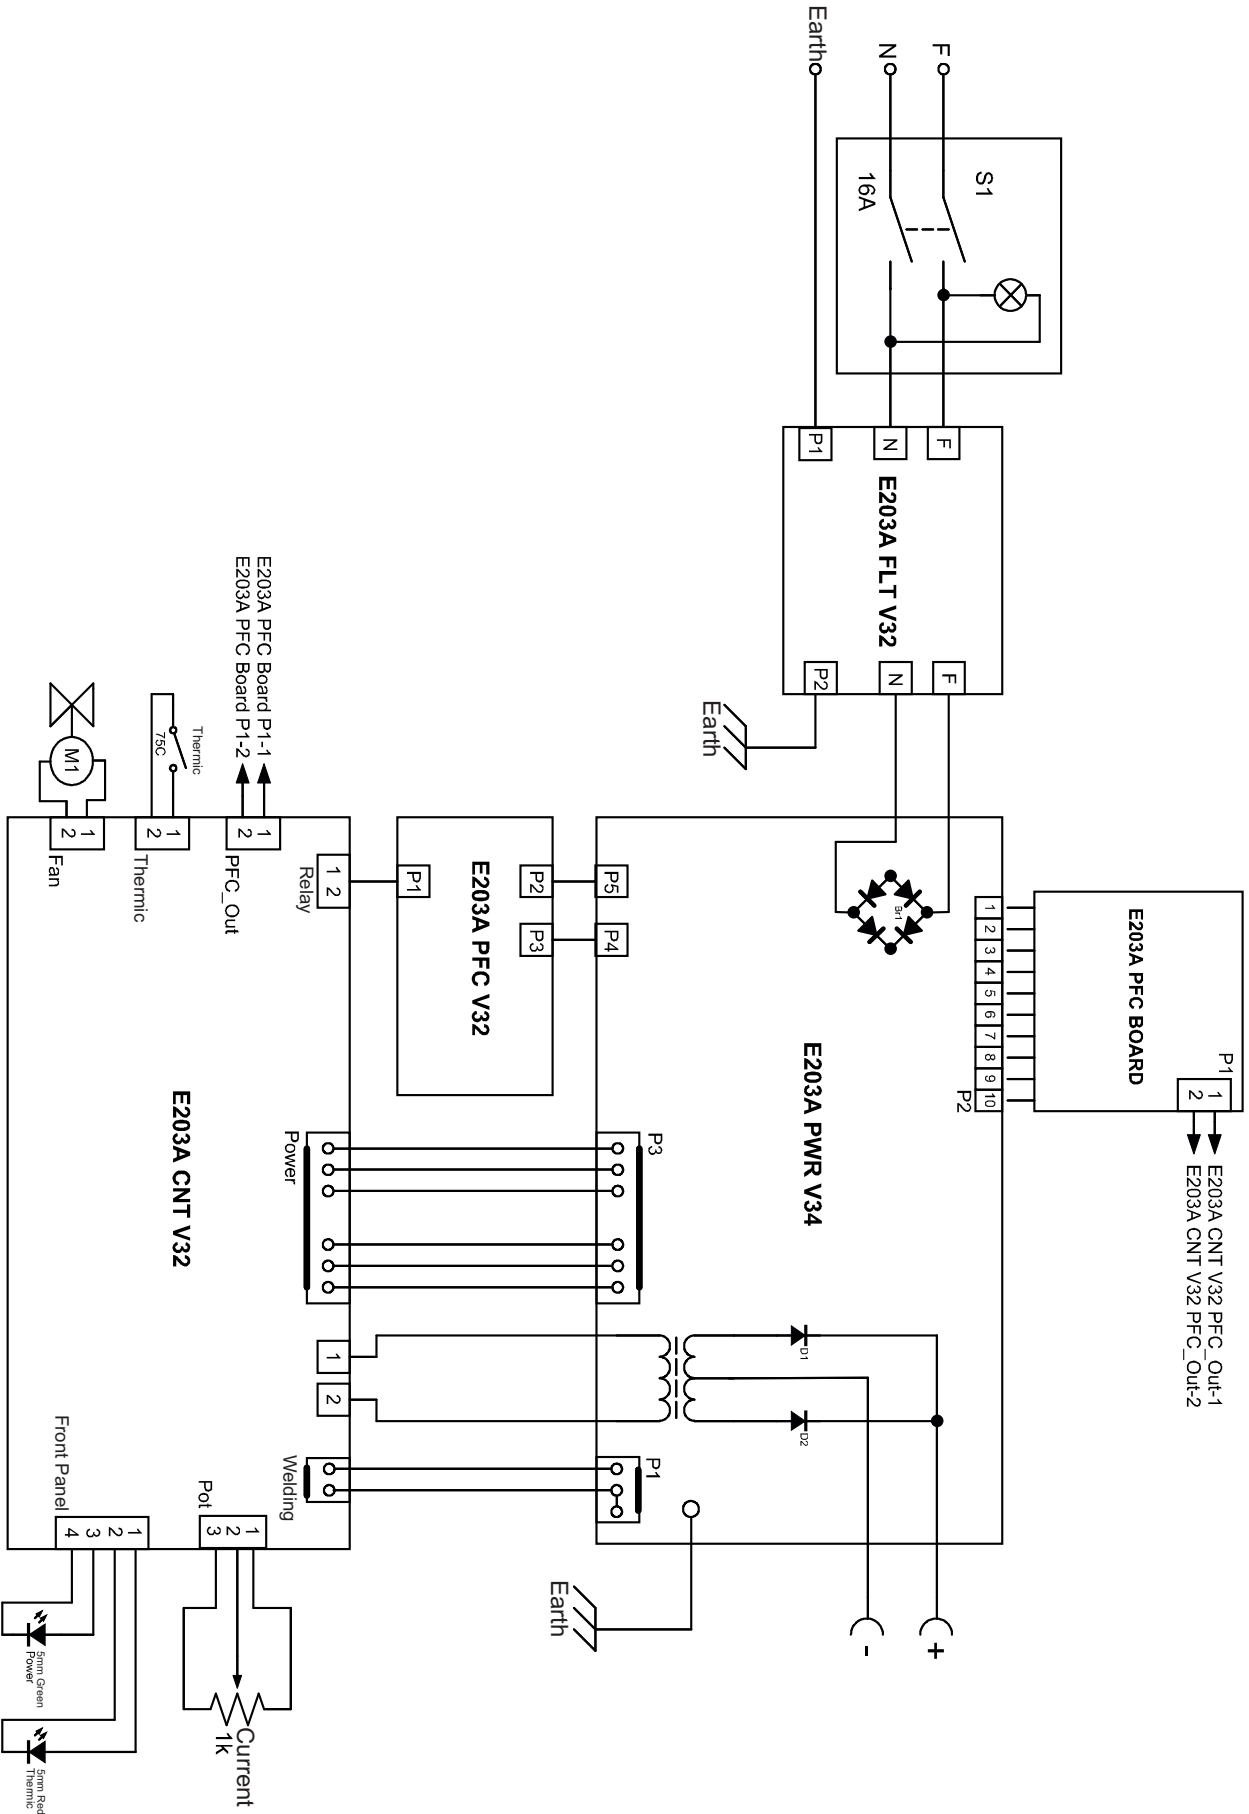 Earth
N
F
S1
16A
P1
N
F
E203A FLT V32
P2
N
F
Earth
E203A PFC BOARD
P1
1
2
E203A CNT V32 PFC_Out-1
E203A CNT V32 PFC_Out-2
1
2
3
4
5
6
7
8
9
10
P2
Br1
E203A PWR V34
P5
P4
P3
D1
D2
P1
+
-
Earth
E203A PFC V32
P2
P3
P1
E203A PFC Board P1-1
E203A PFC Board P1-2
1
2
PFC_Out
Thermic
75C
1
2
Thermic
M1
1
2
Fan
1 2
Relay
E203A CNT V32
Power
1
2
Welding
Pot
1
2
3
Current
1k
Front Panel
1
2
3
4
5mm Green
Power
5mm Red
Thermic